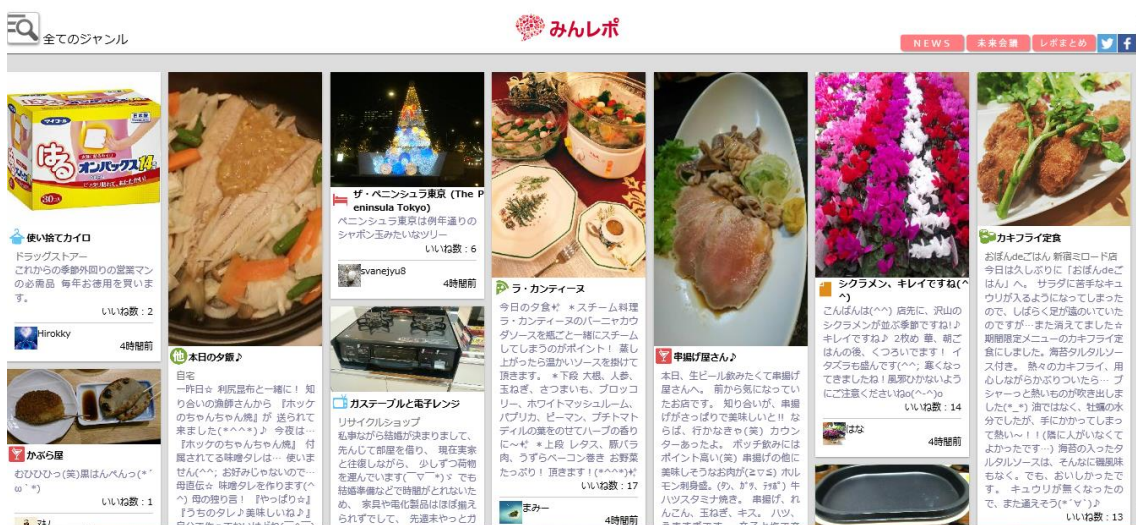 全てのジャンル
みんレポ
NEWS
未来会議
レポまとめ
マイコール
はる
オンパックス
14
30
使い捨てカイロ
ドラッグストアー
これからの季節外回りの営業マン
の必需品 毎年お徳用を買いま
す。
いいね数：2
Hirokky
4時間前
かぶら屋
むひひひっ(笑)黒はんぺんっ(*´
ω｀*)
いいね数：1
他
本日の夕飯♪
自宅
一昨日☆ 利尻昆布と一緒に！ 知
り合いの漁師さんから 『ホッケ
のちゃんちゃん焼』が 送られて
来ました(*^^*)♪ 今夜は…
『ホッケのちゃんちゃん焼』 付
属されてる味噌タレは… 使いま
せん(^^; お好みじゃないので…
母直伝☆ 味噌タレを作ります(^
^) 母の独り言！ 『やっぱり☆』
『うちのタレ♪美味しいね♪』
ザ・ペニンシュラ東京 (The P
eninsula Tokyo)
ペニンシュラ東京は例年通りの
シャボン玉みたいなツリー
いいね数：6
svanejyu8
4時間前
ガステーブルと電子レンジ
リサイクルショップ
私事ながら結婚が決まりまして、
先んじて部屋を借り、 現在実家
と往復しながら、 少しずつ荷物
を運んでいます(￣▽￣*)ゞ でも
結婚準備などで時間がとれないた
め、 家具や電化製品はほぼ揃え
られずでして、 先週末やっとガ
ラ・カンティーヌ
今日の夕食 ＊スチーム料理
ラ・カンティーヌのバーニャカウ
ダソースを瓶ごと一緒にスチーム
してしまうのがポイント！ 蒸し
上がったら温かいソースを掛けて
頂きます。 ＊下段 大根、人参、
玉ねぎ、さつまいも、ブロッコ
リー、ホワイトマッシュルーム、
パプリカ、ピーマン、プチトマト
ディルの葉をのせてハーブの香り
に〜 ＊上段 レタス、豚バラ
肉、うずらベーコン巻き お野菜
たっぷり！ 頂きます！(*^^*)
いいね数：17
まみー
4時間前
串揚げ屋さん♪
本日、生ビール飲みたくて串揚げ
屋さんへ。 前から気になってい
たお店です。 知り合いが、串揚
げがさっぱりで美味しいと!! な
らば、行かなきゃ(笑) カウン
ターあったよ。 ボッチ飲みには
ポイント高い(笑) 串揚げの他に
美味しそうなお肉が(≧▽≦) ホル
モン刺身盛。(タン、ガツ、テッポウ) 牛
ハツスタミナ焼き。 串揚げ、れ
んこん、玉ねぎ、キス。 ハツ、
シクラメン、キレイですね(^
^)
こんばんは(^^) 店先に、沢山の
シクラメンが並ぶ季節ですね!♪
キレイですね♪ 2枚め 華、朝ご
はんの後、くつろいでます！ イ
タズラも盛んです(^^; 寒くなっ
てきましたね！風邪ひかないよう
にご注意くださいねo(^-^)o
いいね数：14
はな
4時間前
カキフライ定食
おぼんdeごはん 新宿ミロード店
今日は久しぶりに「おぼんdeご
はん」へ。 サラダに苦手なキュ
ウリが入るようになってしまった
ので、しばらく足が遠のいていた
のですが…また消えてました☆
期間限定メニューのカキフライ定
食にしました。海苔タルタルソー
ス付き。 熱々のカキフライ、用
心しながらかぶりついたら… ブ
シャーっと熱いものが吹き出しま
した(*_*) 油ではなく、牡蠣の水
分でしたが、手にかかってしまっ
て熱い〜！！(隣に人がいなくて
よかったです…) 海苔の入ったタ
ルタルソースは、そんなに磯風味
もなく。でも、おいしかったで
す。 キュウリが無くなったの
で、また通えそう(*´∀`)♪
いいね数：13